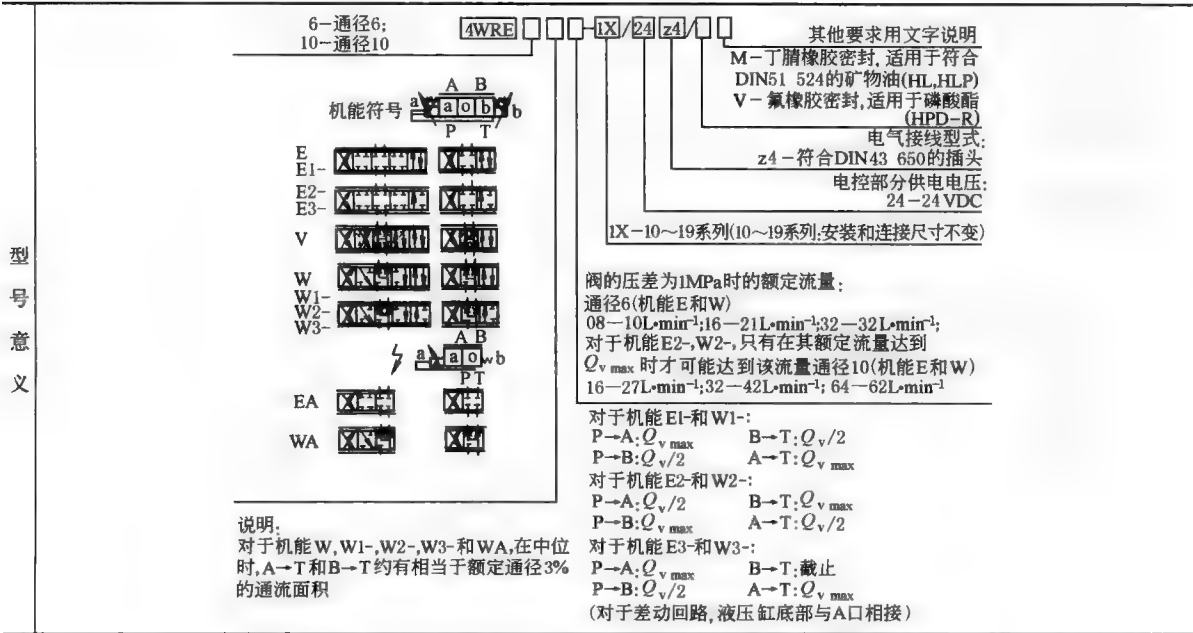 型号意义
6－通径6;
10－通径10
4WRE □ □ □-1X/24 z4/□ □
其他要求用文字说明
M－丁腈橡胶密封, 适用于符合
DIN51 524的矿物油(HL,HLP)
V－氟橡胶密封,适用于磷酸酯
(HPD-R)
电气接线型式:
z4－符合DIN43 650的插头
电控部分供电电压:
24－24VDC
1X-10～19系列(10～19系列:安装和连接尺寸不变)
A B
机能符号 a a o b b
P T
E
E1-
E2-
E3-
V
W
W1-
W2-
W3-
A B
a a o w b
P T
EA
WA
阀的压差为1MPa时的额定流量:
通径6(机能E和W)
08—10L•min⁻¹;16—21L•min⁻¹;32—32L•min⁻¹;
对于机能E2-,W2-,只有在其额定流量达到
Qv max 时才可能达到该流量通径10(机能E和W)
16—27L•min⁻¹;32—42L•min⁻¹; 64—62L•min⁻¹
对于机能E1-和W1-:
P→A:Qv max B→T:Qv/2
P→B:Qv/2 A→T:Qv max
对于机能E2-和W2-:
P→A:Qv/2 B→T:Qv max
P→B:Qv max A→T:Qv/2
对于机能E3-和W3-:
P→A:Qv max B→T:截止
P→B:Qv/2 A→T:Qv max
(对于差动回路, 液压缸底部与A口相接)
说明:
对于机能W,W1-,W2-,W3-和WA,在中位
时,A→T和B→T约有相当于额定通径3%
的通流面积